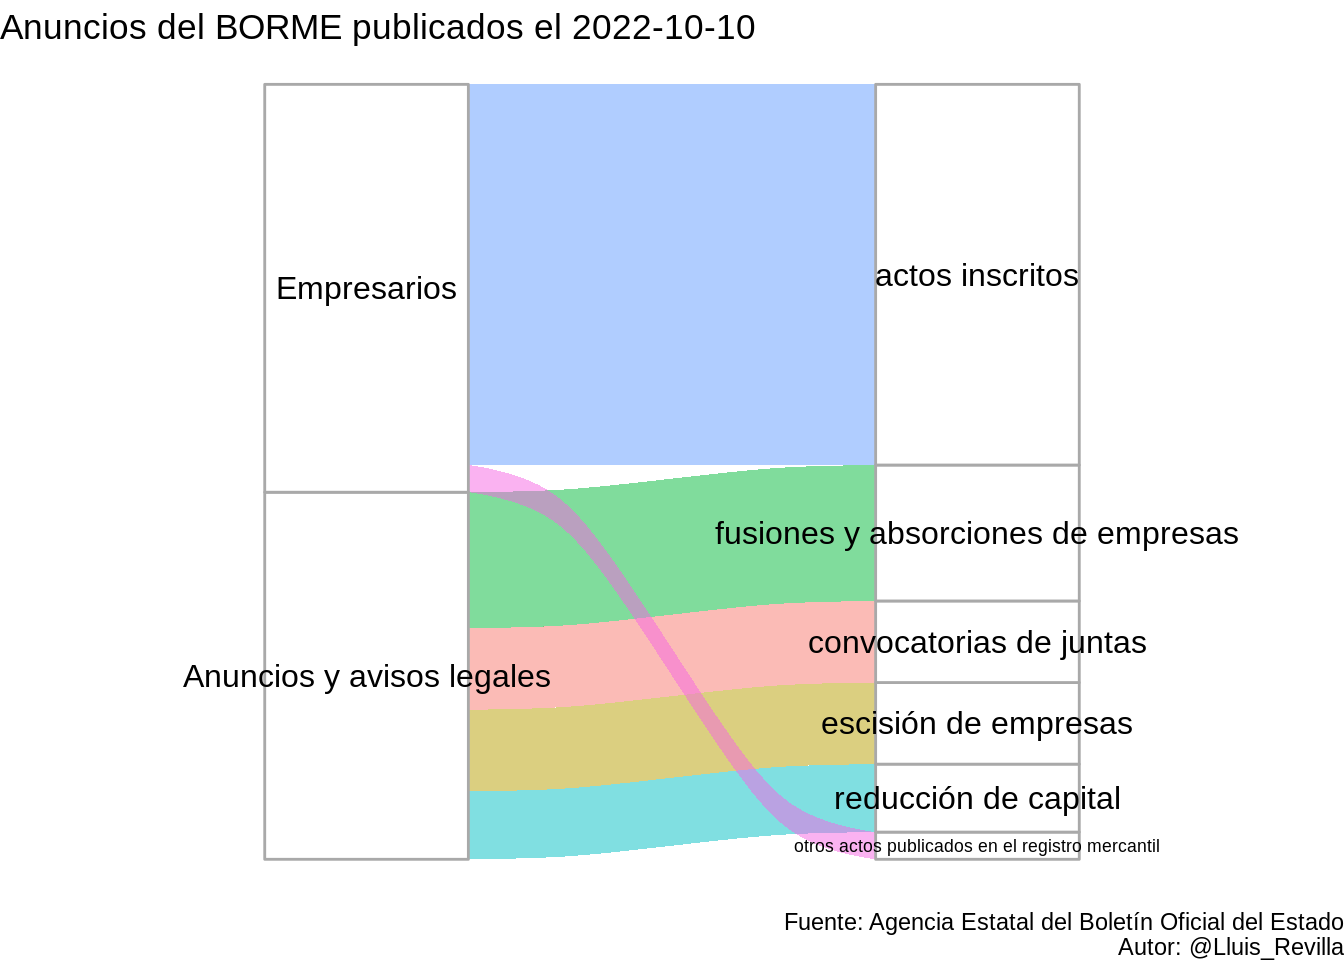 Anuncios del BORME publicados el 2022-10-10
Empresarios
actos inscritos
fusiones y absorciones de empresas
convocatorias de juntas
Anuncios y avisos legales
escisión de empresas
reducción de capital
otros actos publicados en el registro mercantil
Fuente: Agencia Estatal del Boletín Oficial del Estado
Autor: @Lluis_Revilla